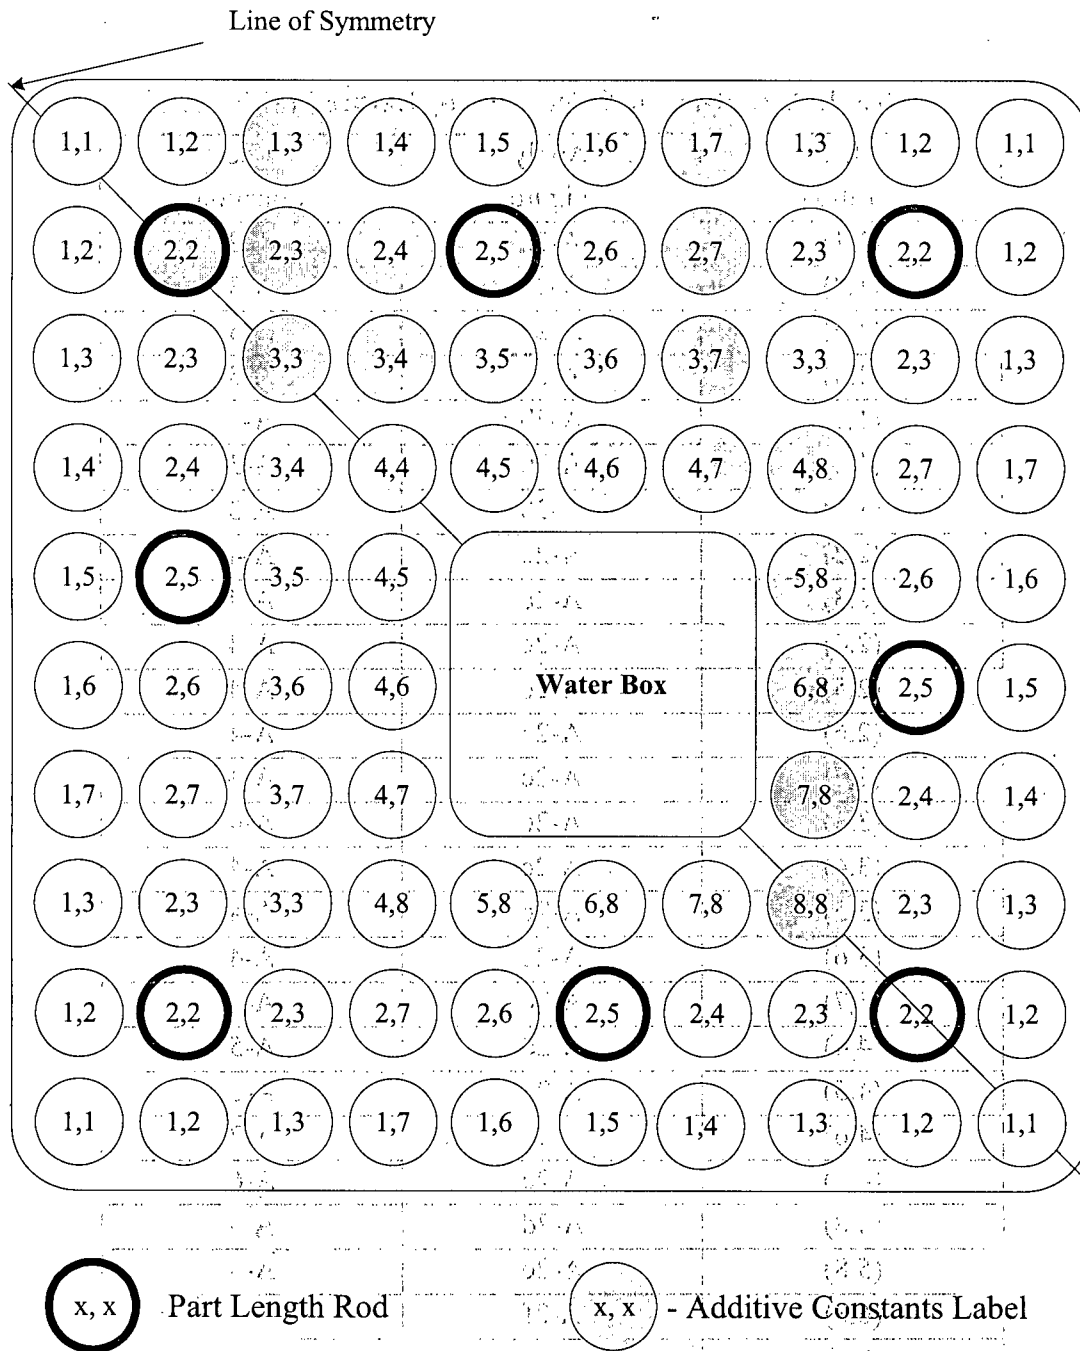 Line of Symmetry
1,1 1,2 1,3 1,4 1,5 1,6 1,7 1,3 1,2 1,1
1,2 2,2 2,3 2,4 2,5 2,6 2,7 2,3 2,2 1,2
1,3 2,3 3,3 3,4 3,5 3,6 3,7 3,3 2,3 1,3
1,4 2,4 3,4 4,4 4,5 4,6 4,7 4,8 2,7 1,7
1,5 2,5 3,5 4,5 5,8 2,6 1,6
1,6 2,6 3,6 4,6 Water Box 6,8 2,5 1,5
1,7 2,7 3,7 4,7 7,8 2,4 1,4
1,3 2,3 3,3 4,8 5,8 6,8 7,8 8,8 2,3 1,3
1,2 2,2 2,3 2,7 2,6 2,5 2,4 2,3 2,2 1,2
1,1 1,2 1,3 1,7 1,6 1,5 1,4 1,3 1,2 1,1
x, x Part Length Rod x, x - Additive Constants Label